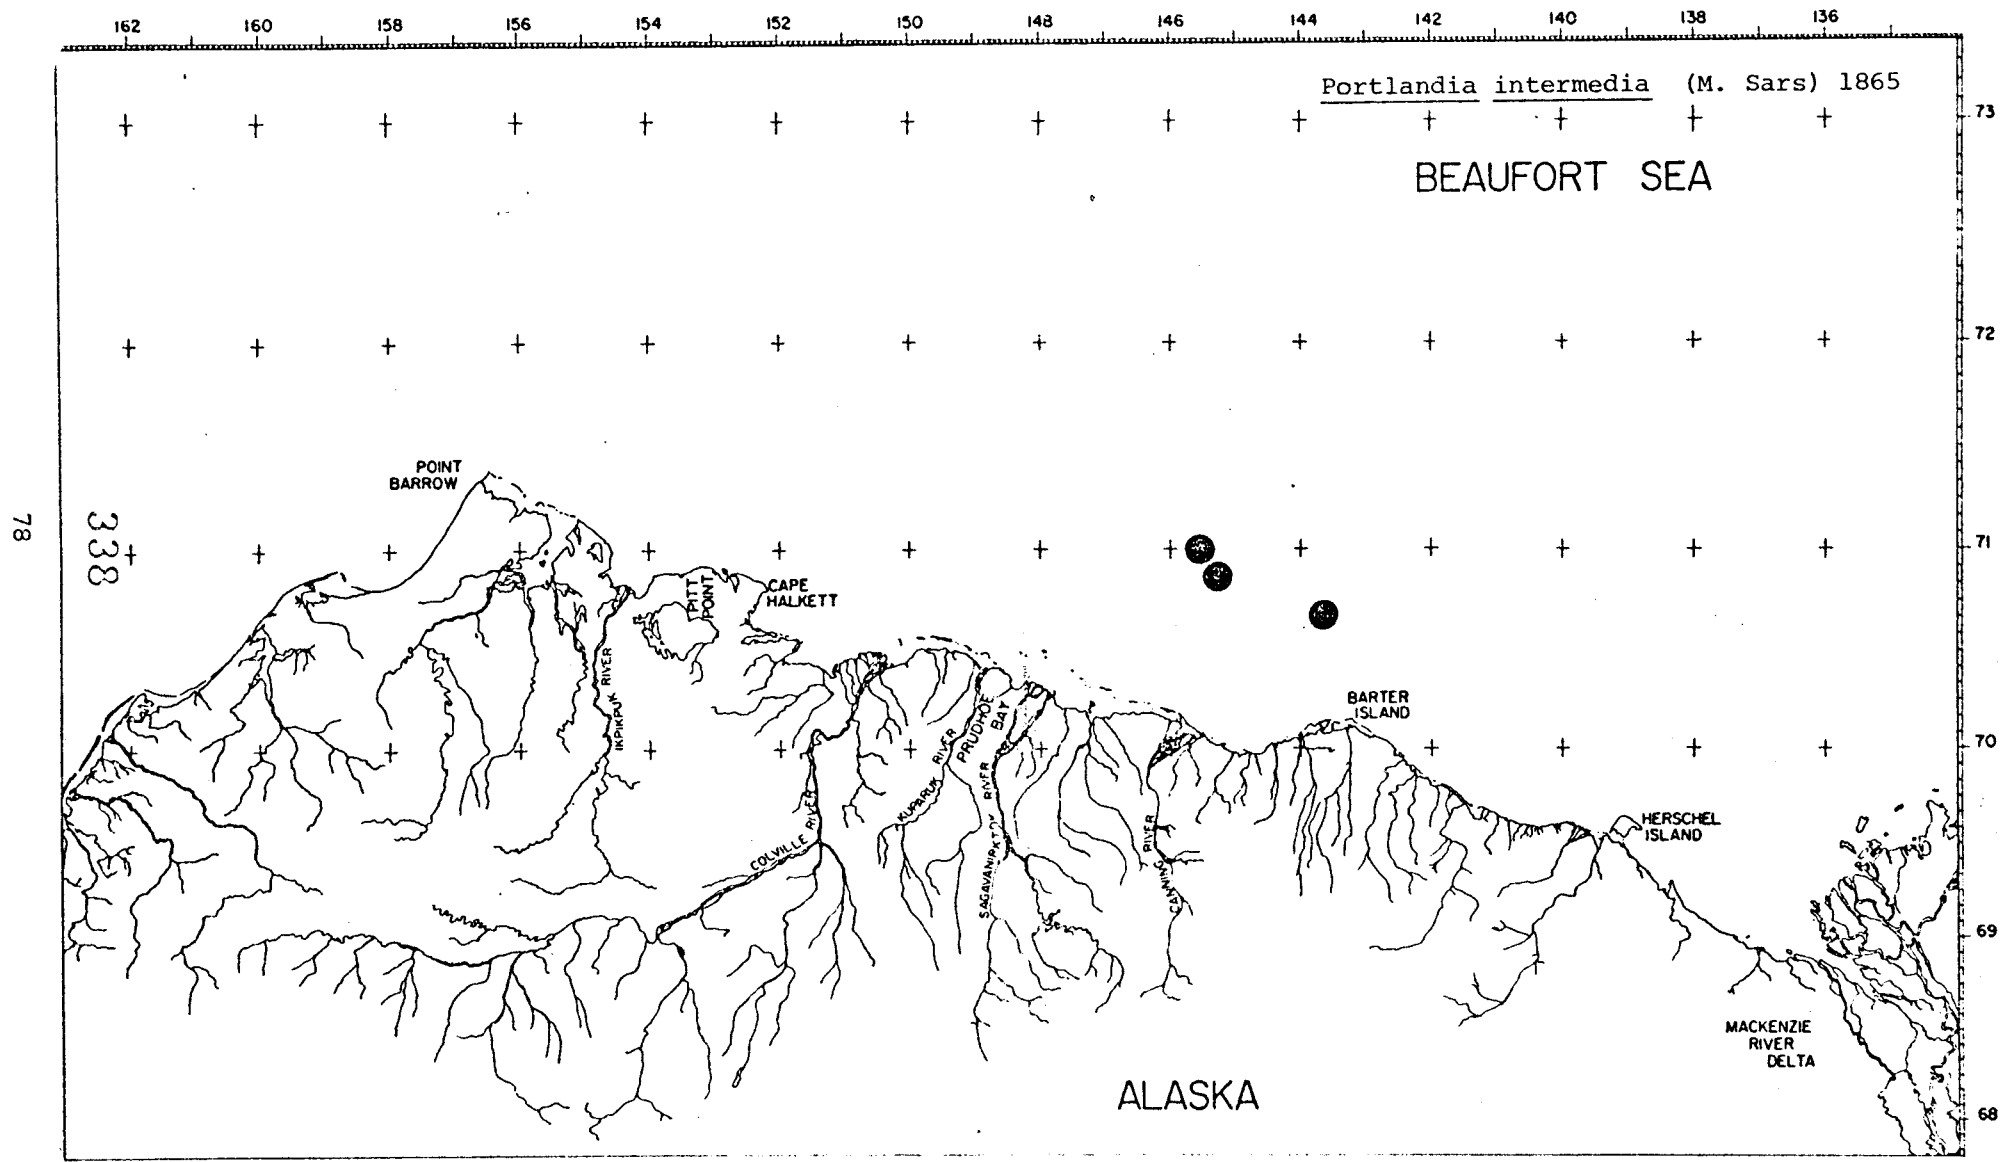 162 160 158 156 154 152 150 148 146 144 142 140 138 136
Portlandia intermedia (M. Sars) 1865
73
BEAUFORT SEA
72
POINT
BARROW
78
338
71
PITT
POINT
CAPE
HALKETT
IKPIKPUK RIVER
BARTER
ISLAND
PRUDHOE
BAY
70
KUPARUK RIVER
COLVILLE RIVER
SAGAVANIRKTOK RIVER
CANNING RIVER
HERSCHEL
ISLAND
69
MACKENZIE
RIVER
DELTA
ALASKA
68